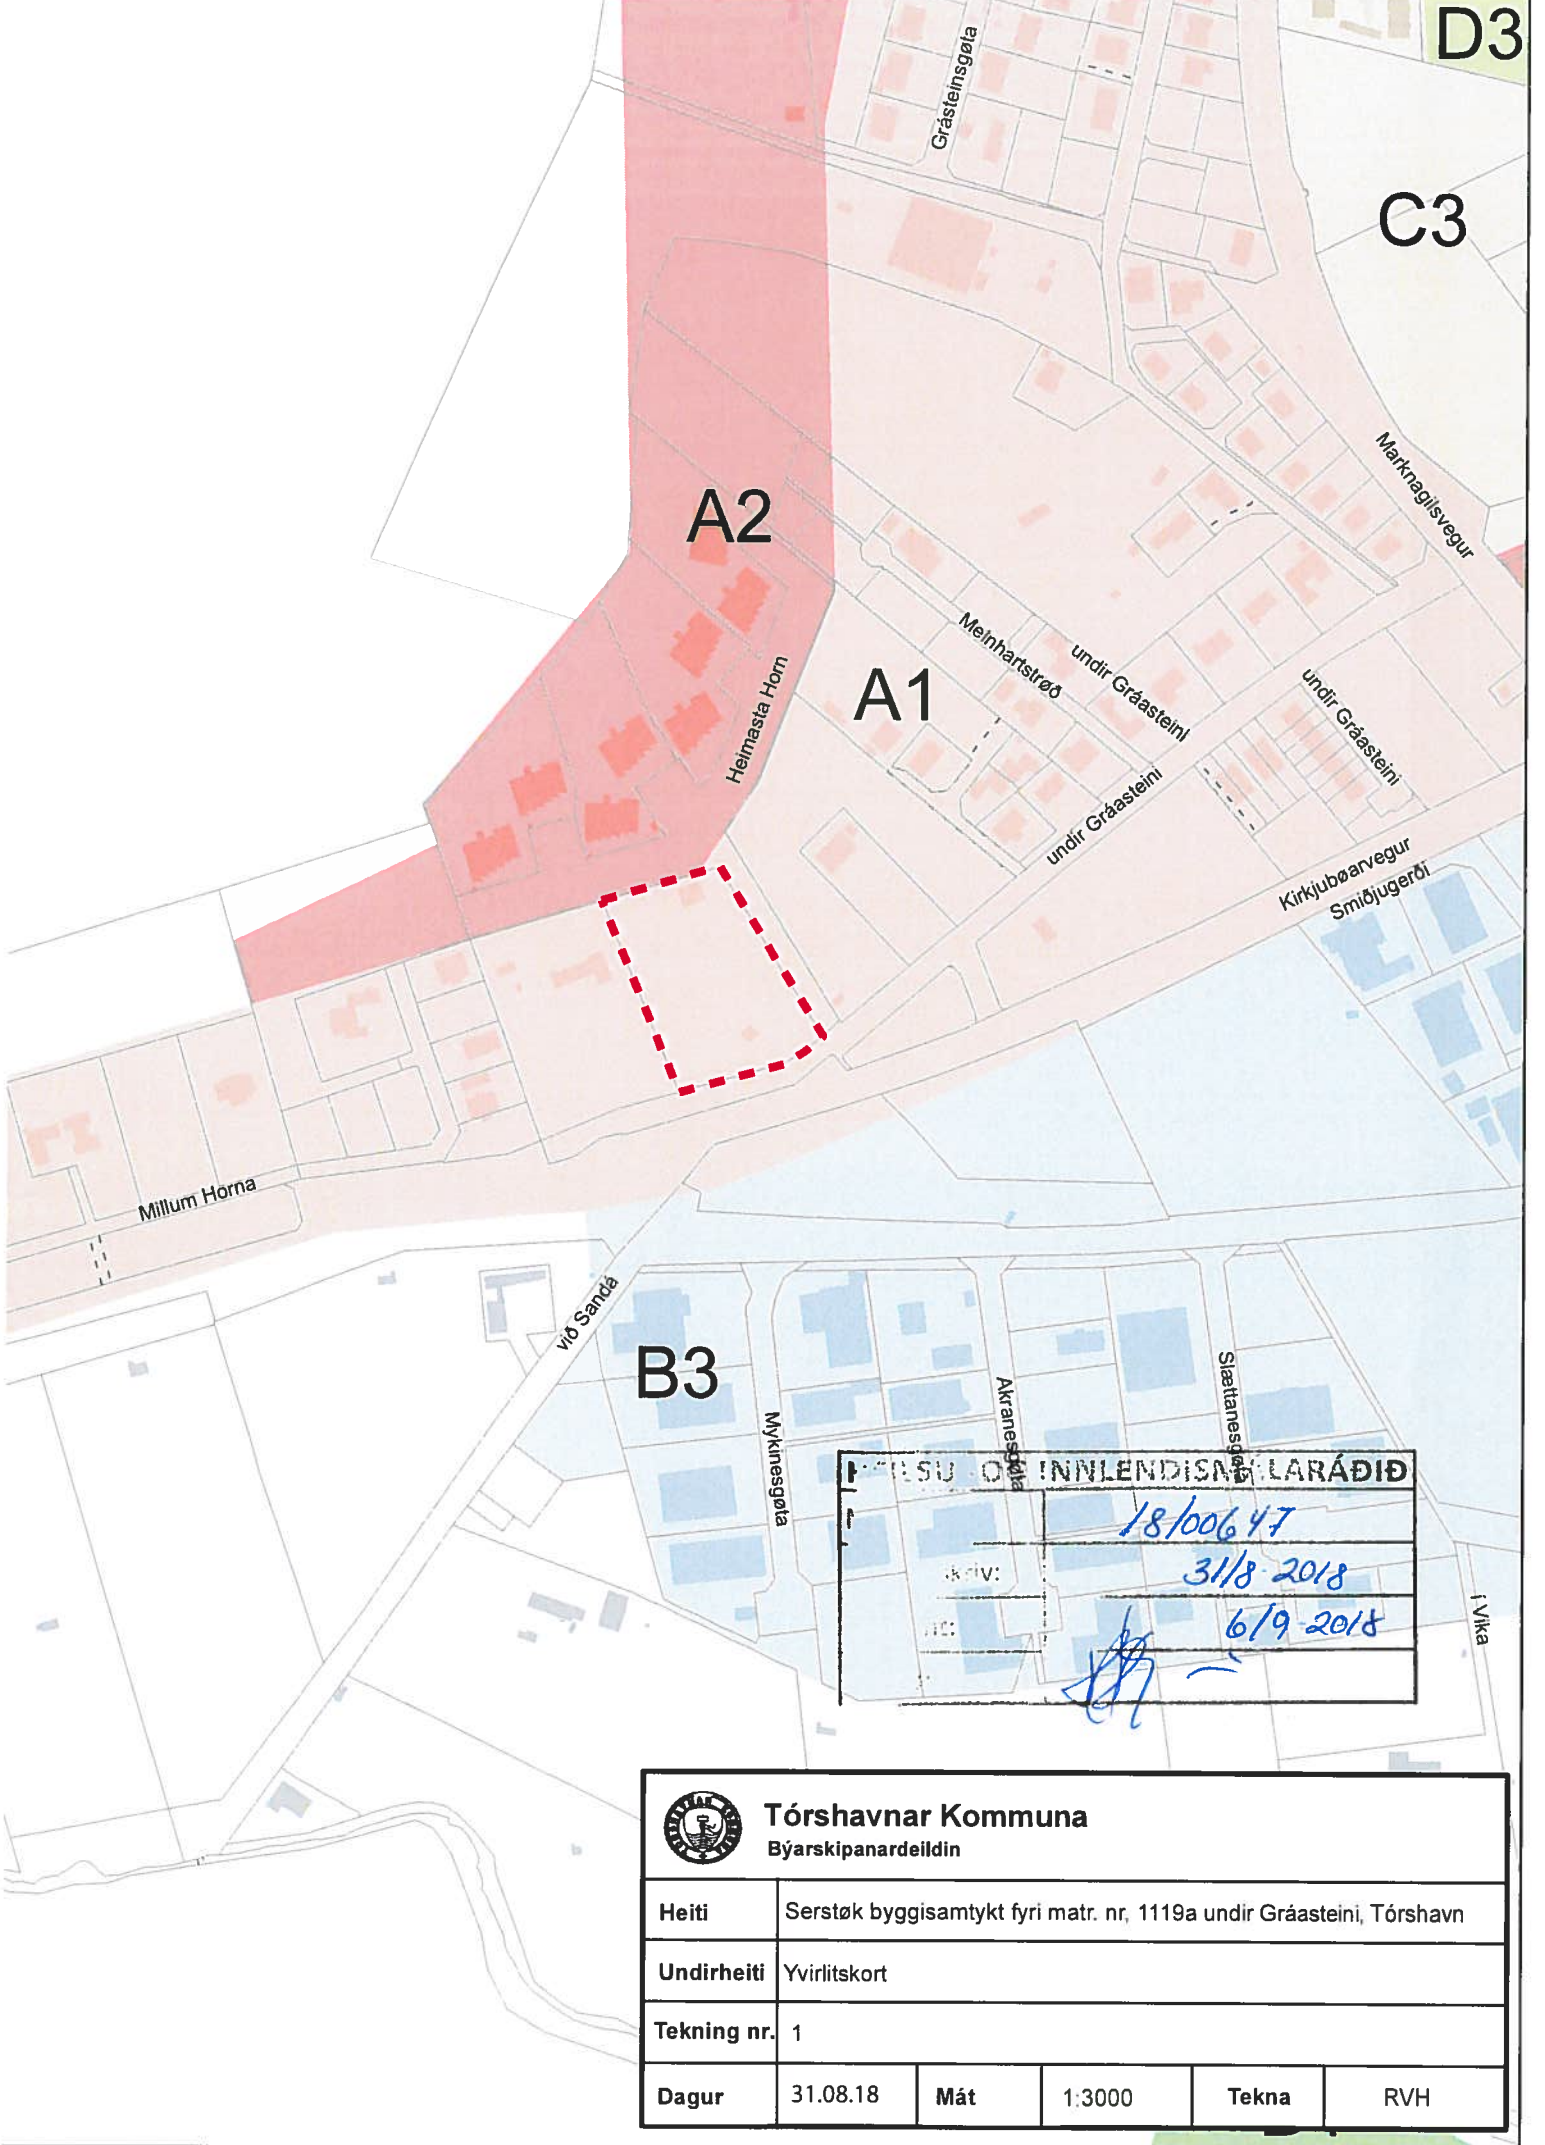 D3
Grásteinsgøta
C3
Marknagilsvegur
A2
Meinhartstrøð
undir Gráasteini
undir Gráasteini
Heimasta Horn
A1
undir Gráasteini
Kirkjubøarvegur
Smiðjugerði
Millum Horna
við Sandá
B3
Mykinesgøta
Akranesgøta
Slættanesgøta
í Vika
INNLENDISMÁLARÁÐIÐ
18/00647
31/8-2018
6/9-2018
Tórshavnar Kommuna
Býarskipanardeildin
Heiti Serstøk byggisamtykt fyri matr. nr. 1119a undir Gráasteini, Tórshavn
Undirheiti Yvirlitskort
Tekning nr. 1
Dagur 31.08.18 Mát 1:3000 Tekna RVH